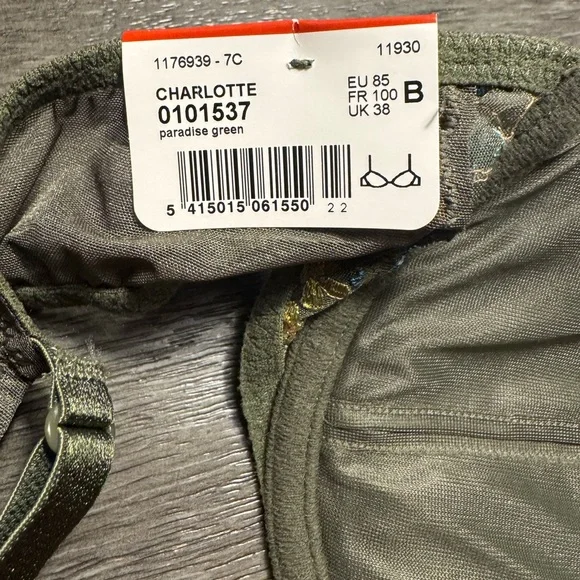 1176939 - 7C 11930
CHARLOTTE
0101537
paradise green
EU 85
FR 100 B
UK 38
5 415015 061550 22